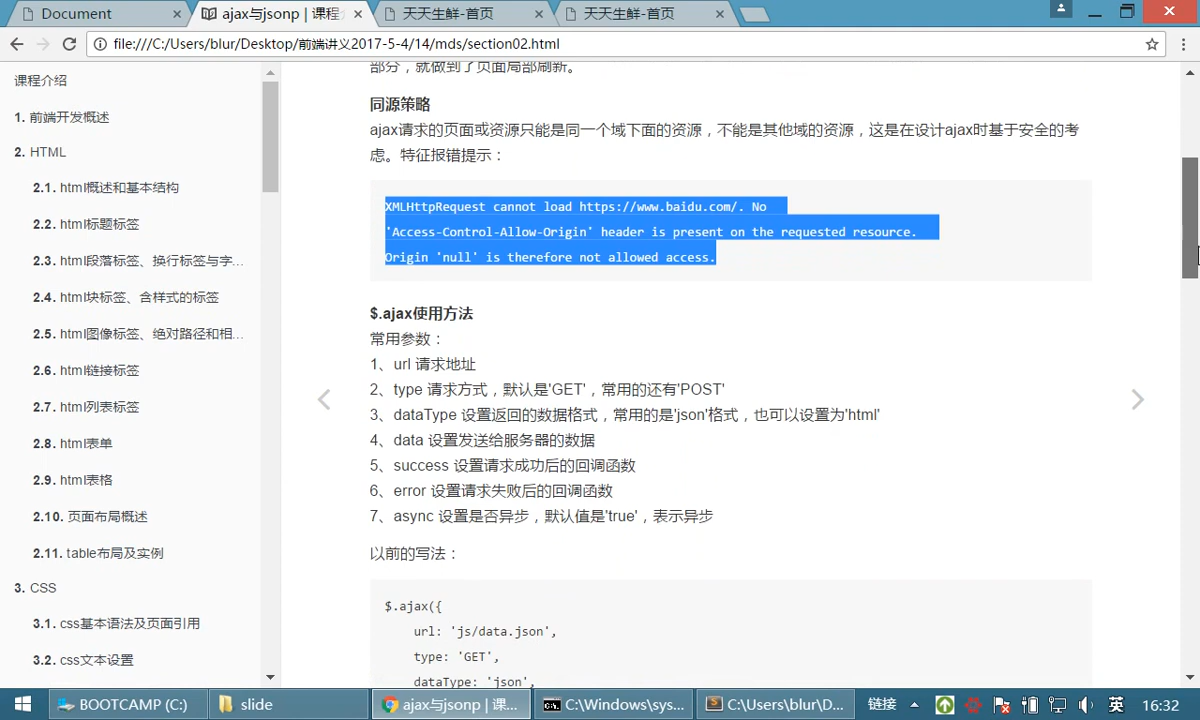 Document
ajax与jsonp | 课程
天天生鲜-首页
天天生鲜-首页
file:///C:/Users/blur/Desktop/前端讲义2017-5-4/14/mds/section02.html
课程介绍
1. 前端开发概述
2. HTML
2.1. html概述和基本结构
2.2. html标题标签
2.3. html段落标签、换行标签与字...
2.4. html块标签、含样式的标签
2.5. html图像标签、绝对路径和相...
2.6. html链接标签
2.7. html列表标签
2.8. html表单
2.9. html表格
2.10. 页面布局概述
2.11. table布局及实例
3. CSS
3.1. css基本语法及页面引用
3.2. css文本设置
部分，就做到了页面局部刷新。
同源策略
ajax请求的页面或资源只能是同一个域下面的资源，不能是其他域的资源，这是在设计ajax时基于安全的考
虑。特征报错提示：
XMLHttpRequest cannot load https://www.baidu.com/. No
'Access-Control-Allow-Origin' header is present on the requested resource.
Origin 'null' is therefore not allowed access.
$.ajax使用方法
常用参数：
1、url 请求地址
2、type 请求方式，默认是'GET'，常用的还有'POST'
3、dataType 设置返回的数据格式，常用的是'json'格式，也可以设置为'html'
4、data 设置发送给服务器的数据
5、success 设置请求成功后的回调函数
6、error 设置请求失败后的回调函数
7、async 设置是否异步，默认值是'true'，表示异步
以前的写法：
$.ajax({
url: 'js/data.json',
type: 'GET',
dataType: 'json',
BOOTCAMP (C:)
slide
ajax与jsonp | 课...
C:\Windows\sys...
C:\Users\blur\D...
链接
英
16:32